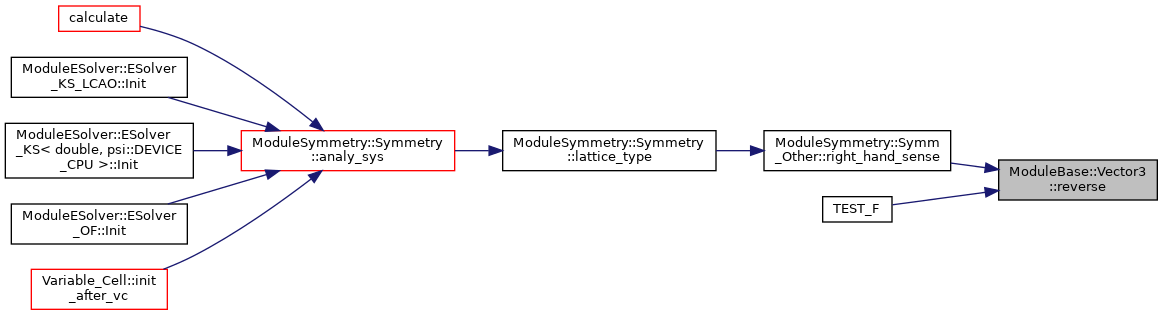 calculate
ModuleESolver::ESolver
_KS_LCAO::Init
ModuleESolver::ESolver
_KS< double, psi::DEVICE
_CPU >::Init
ModuleESolver::ESolver
_OF::Init
Variable_Cell::init
_after_vc
ModuleSymmetry::Symmetry
::analy_sys
ModuleSymmetry::Symmetry
::lattice_type
ModuleSymmetry::Symm
_Other::right_hand_sense
TEST_F
ModuleBase::Vector3
::reverse